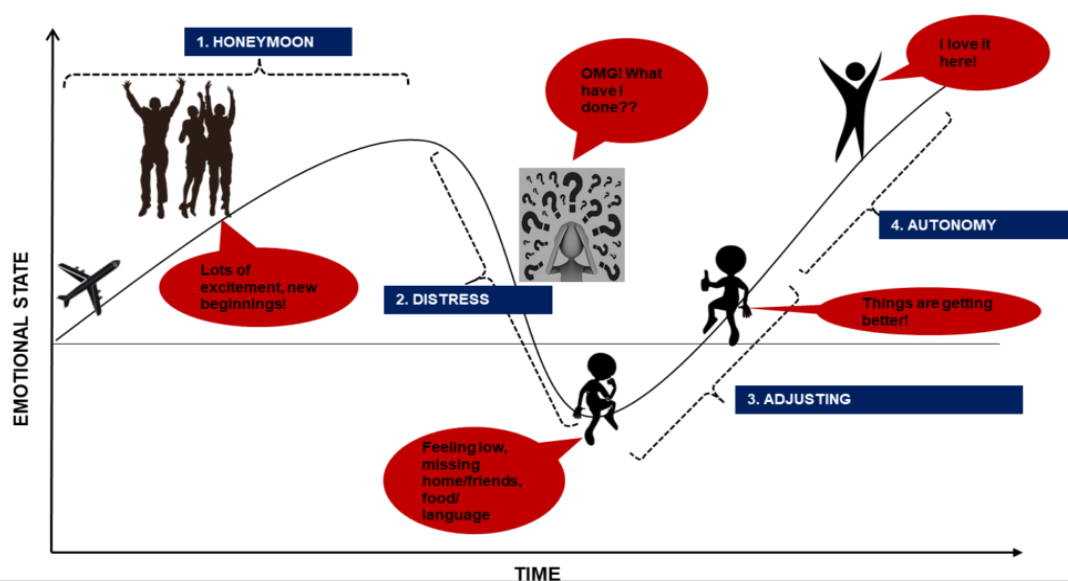 1. HONEYMOON
I love it
here!
OMG! What
have I
done??
4. AUTONOMY
Lots of
excitement, new
beginnings!
2. DISTRESS
Things are getting
better!
3. ADJUSTING
Feeling low,
missing
home/friends,
food/
language
EMOTIONAL STATE
TIME